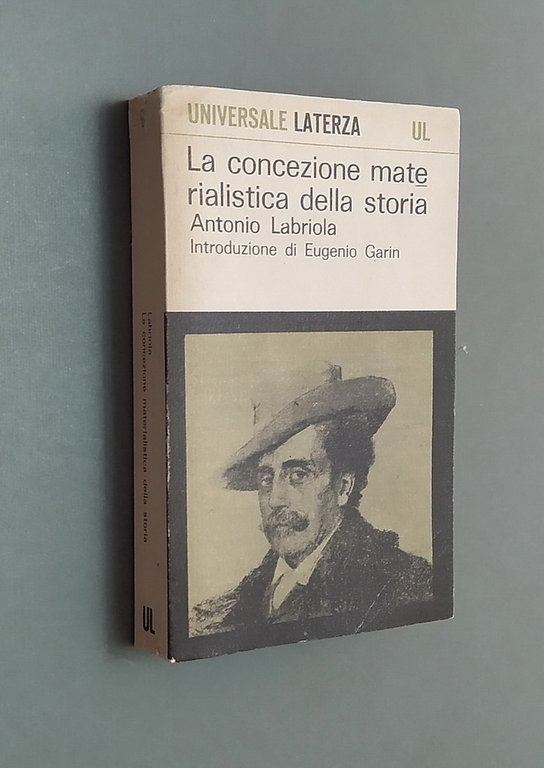 UNIVERSALE LATERZA UL
La concezione mate
rialistica della storia
Antonio Labriola
Introduzione di Eugenio Garin
Labriola
La concezione materialistica della storia
UL